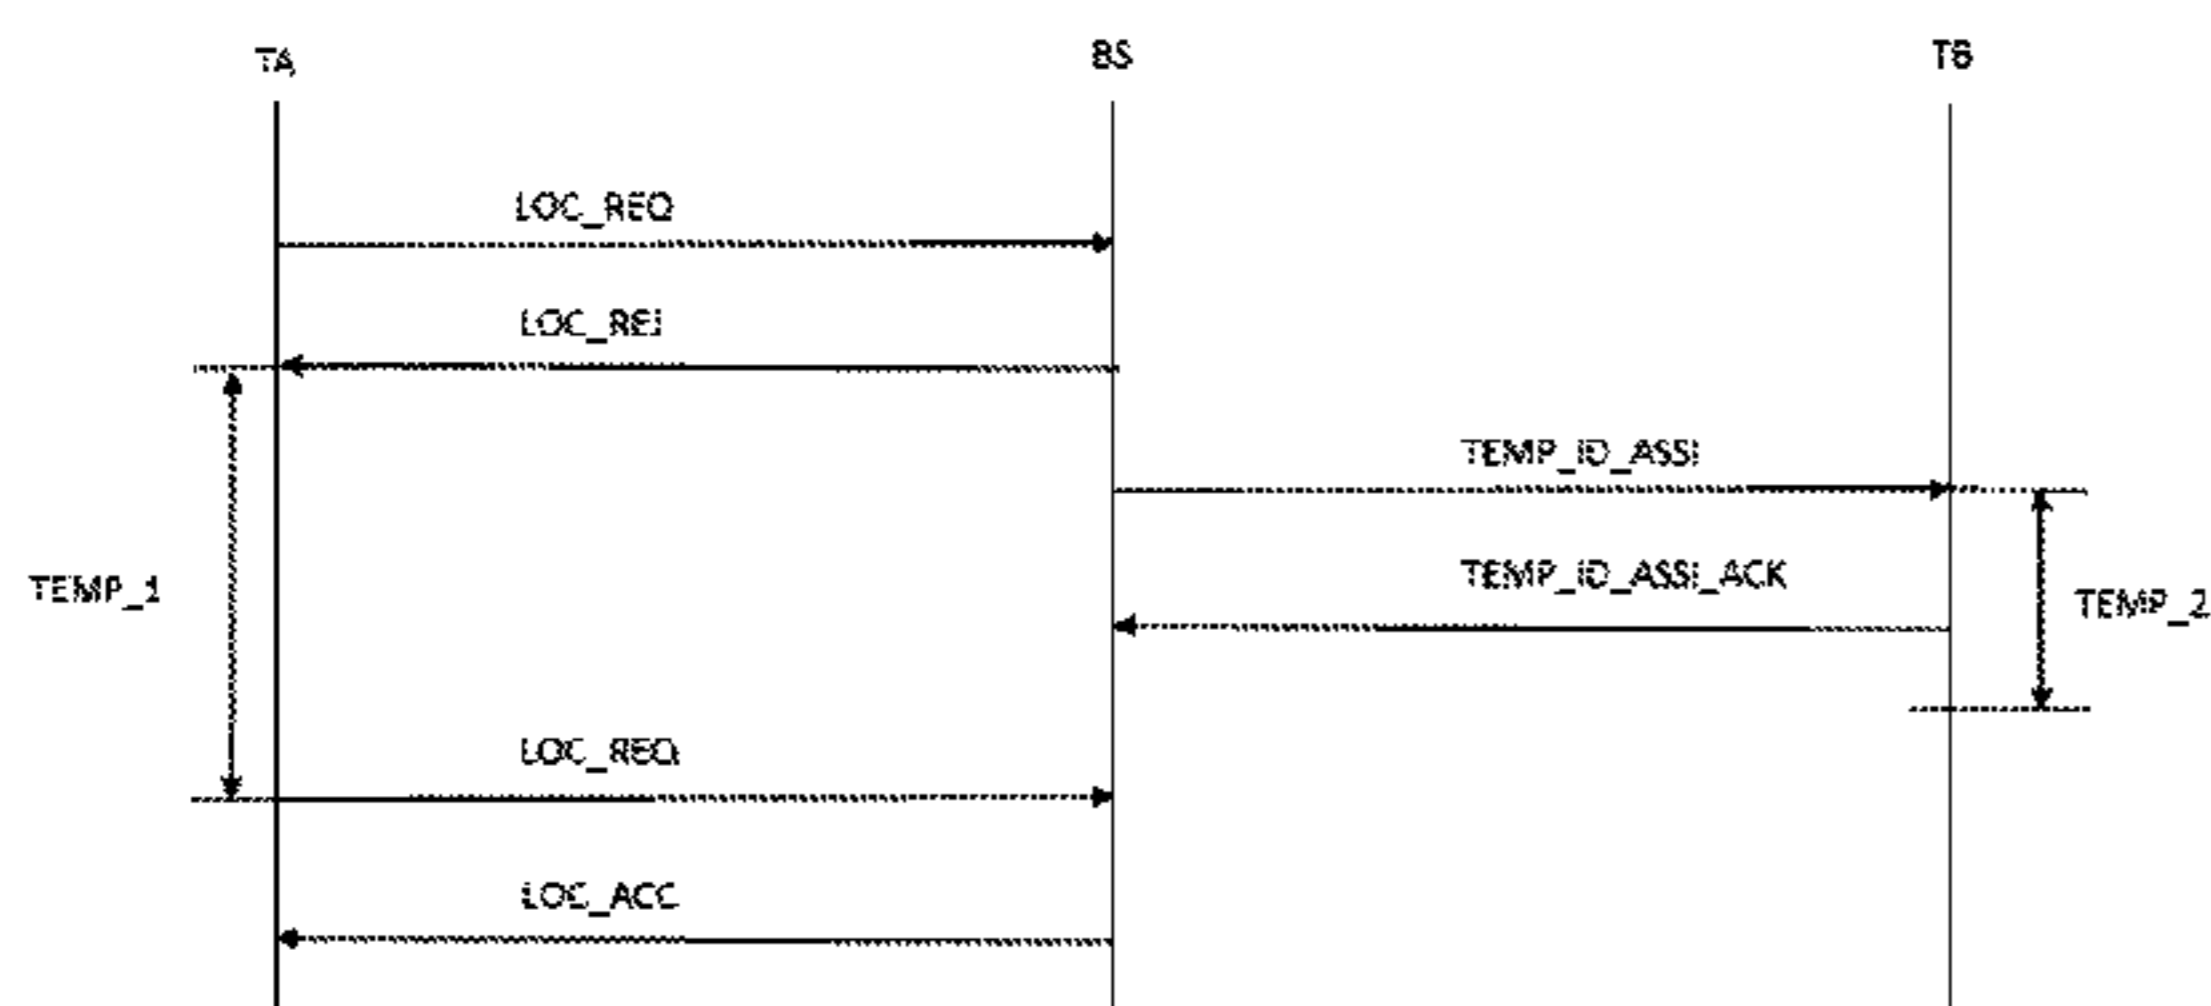 TA
BS
TB
LOC_REQ
LOC_REJ
TEMP_ID_ASSI
TEMP_ID_ASSI_ACK
TEMP_1
TEMP_2
LOC_REQ
LOC_ACC